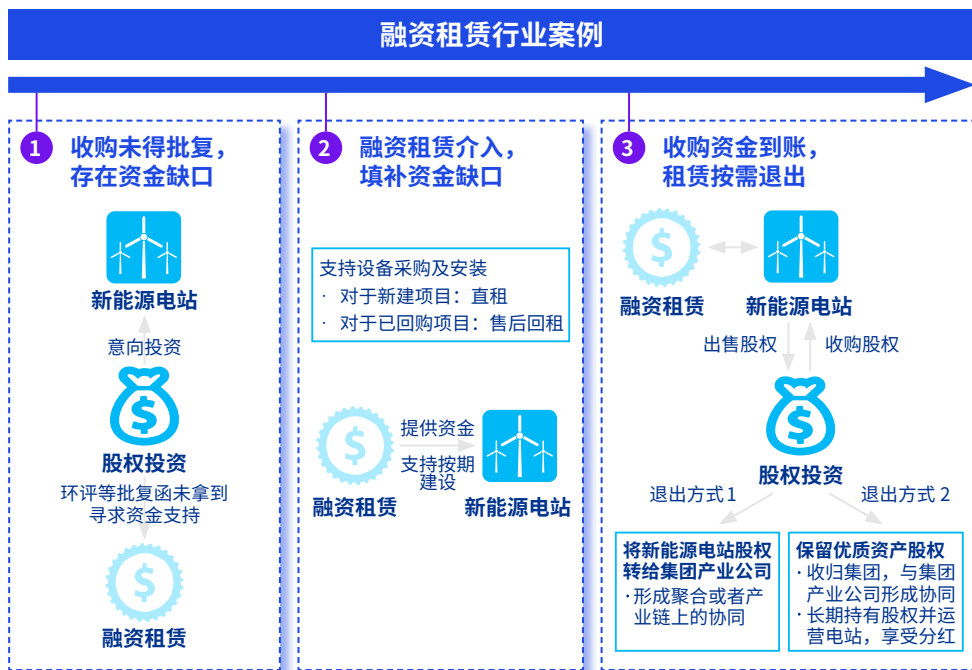 融资租赁行业案例
1
收购未得批复，
存在资金缺口
新能源电站
意向投资
$
股权投资
环评等批复函未拿到
寻求资金支持
$
融资租赁
2
融资租赁介入，
填补资金缺口
支持设备采购及安装
· 对于新建项目：直租
· 对于已回购项目：售后回租
$
提供资金
支持按期
建设
融资租赁
新能源电站
3
收购资金到账，
租赁按需退出
$
融资租赁
新能源电站
出售股权
收购股权
$
股权投资
退出方式 1
退出方式 2
将新能源电站股权
转给集团产业公司
·形成聚合或者产
业链上的协同
保留优质资产股权
·收归集团，与集团
产业公司形成协同
·长期持有股权并运
营电站，享受分红